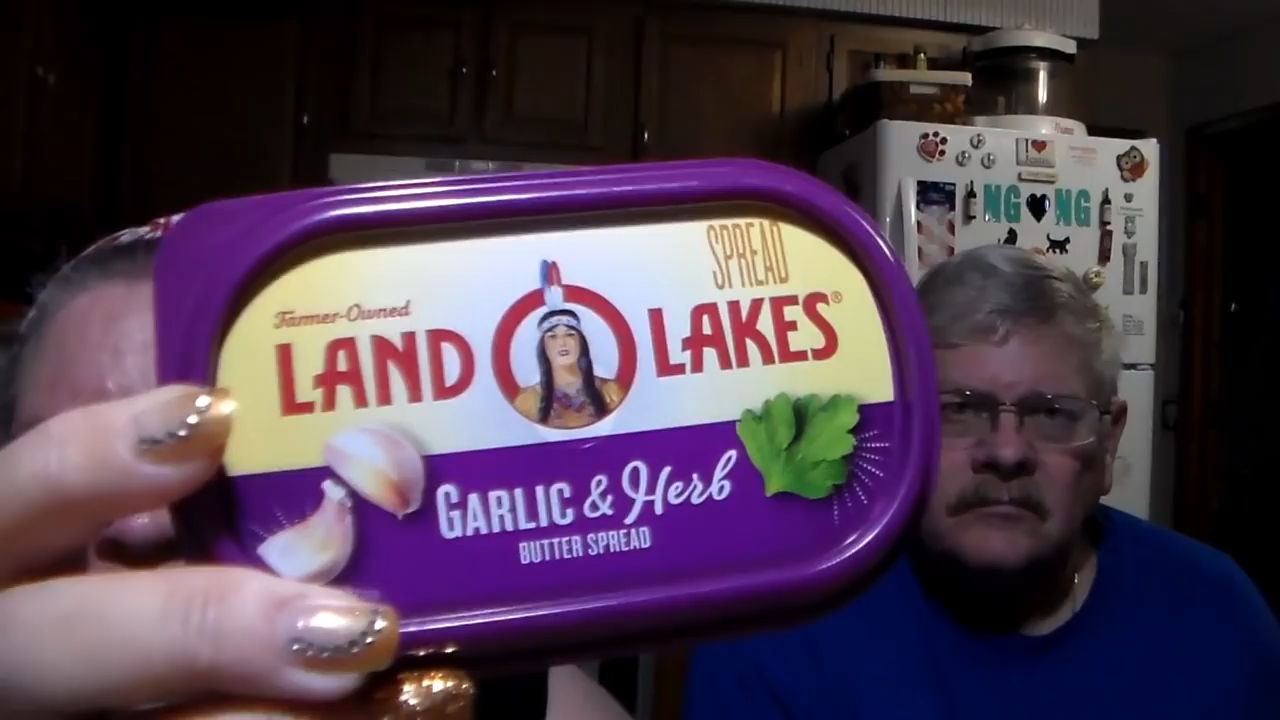 Farmer-Owned
LAND O LAKES®
SPREAD
GARLIC & Herb
BUTTER SPREAD
NG NG
I